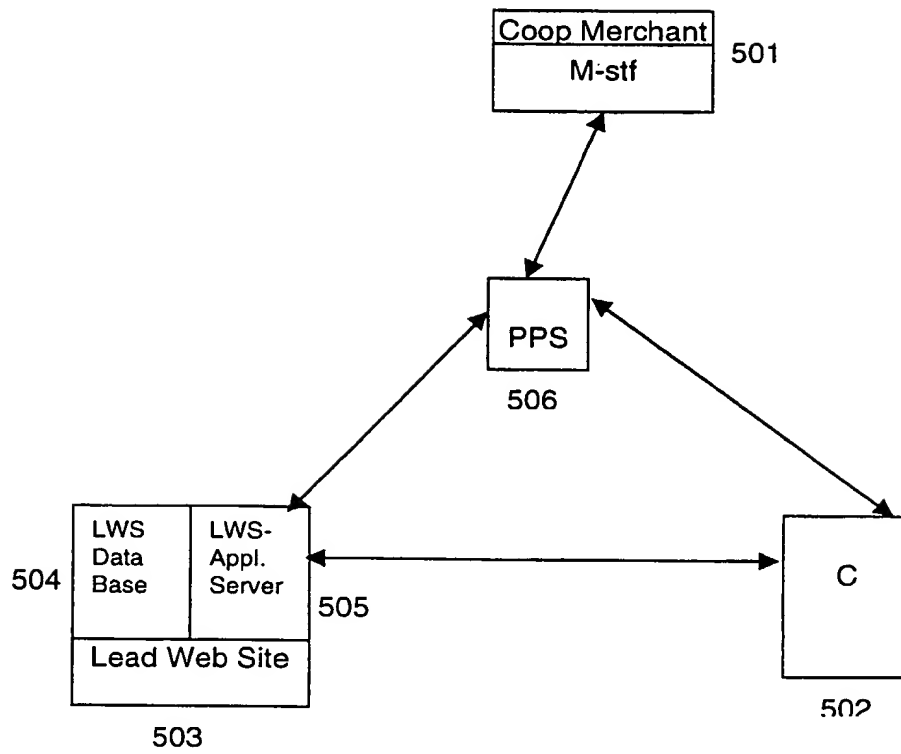 Coop Merchant
501
M-stf
PPS
506
LWS
Data
Base
LWS-
Appl.
Server
504
505
Lead Web Site
503
C
502